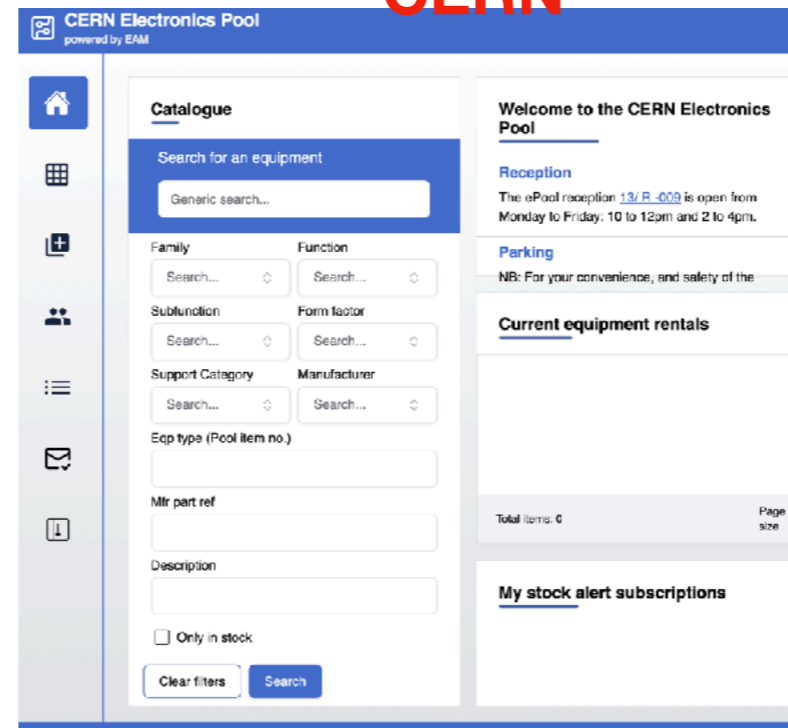 CERN
CERN Electronics Pool
powered by EAM
Catalogue
Search for an equipment
Generic search...
Family
Function
Search...
Search...
Subfunction
Form factor
Search...
Search...
Support Category
Manufacturer
Search...
Search...
Eqp type (Pool item no.)
Mfr part ref
Description
Only in stock
Clear filters
Search
Welcome to the CERN Electronics
Pool
Reception
The ePool reception 13/ R -009 is open from
Monday to Friday: 10 to 12pm and 2 to 4pm.
Parking
NB: For your convenience, and safety of the
Current equipment rentals
Total items: 0
Page
size
My stock alert subscriptions